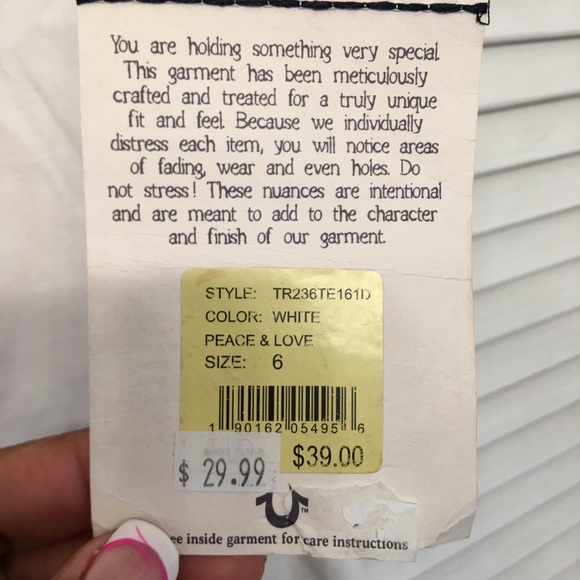 You are holding something very special.
This garment has been meticulously
crafted and treated for a truly unique
fit and feel. Because we individually
distress each item, you will notice areas
of fading, wear and even holes. Do
not stress! These nuances are intentional
and are meant to add to the character
and finish of our garment.
STYLE: TR236TE161D
COLOR: WHITE
PEACE & LOVE
SIZE: 6
1 90162 05495 6
$39.00
$ 29.99
TM
ee inside garment for care instructions